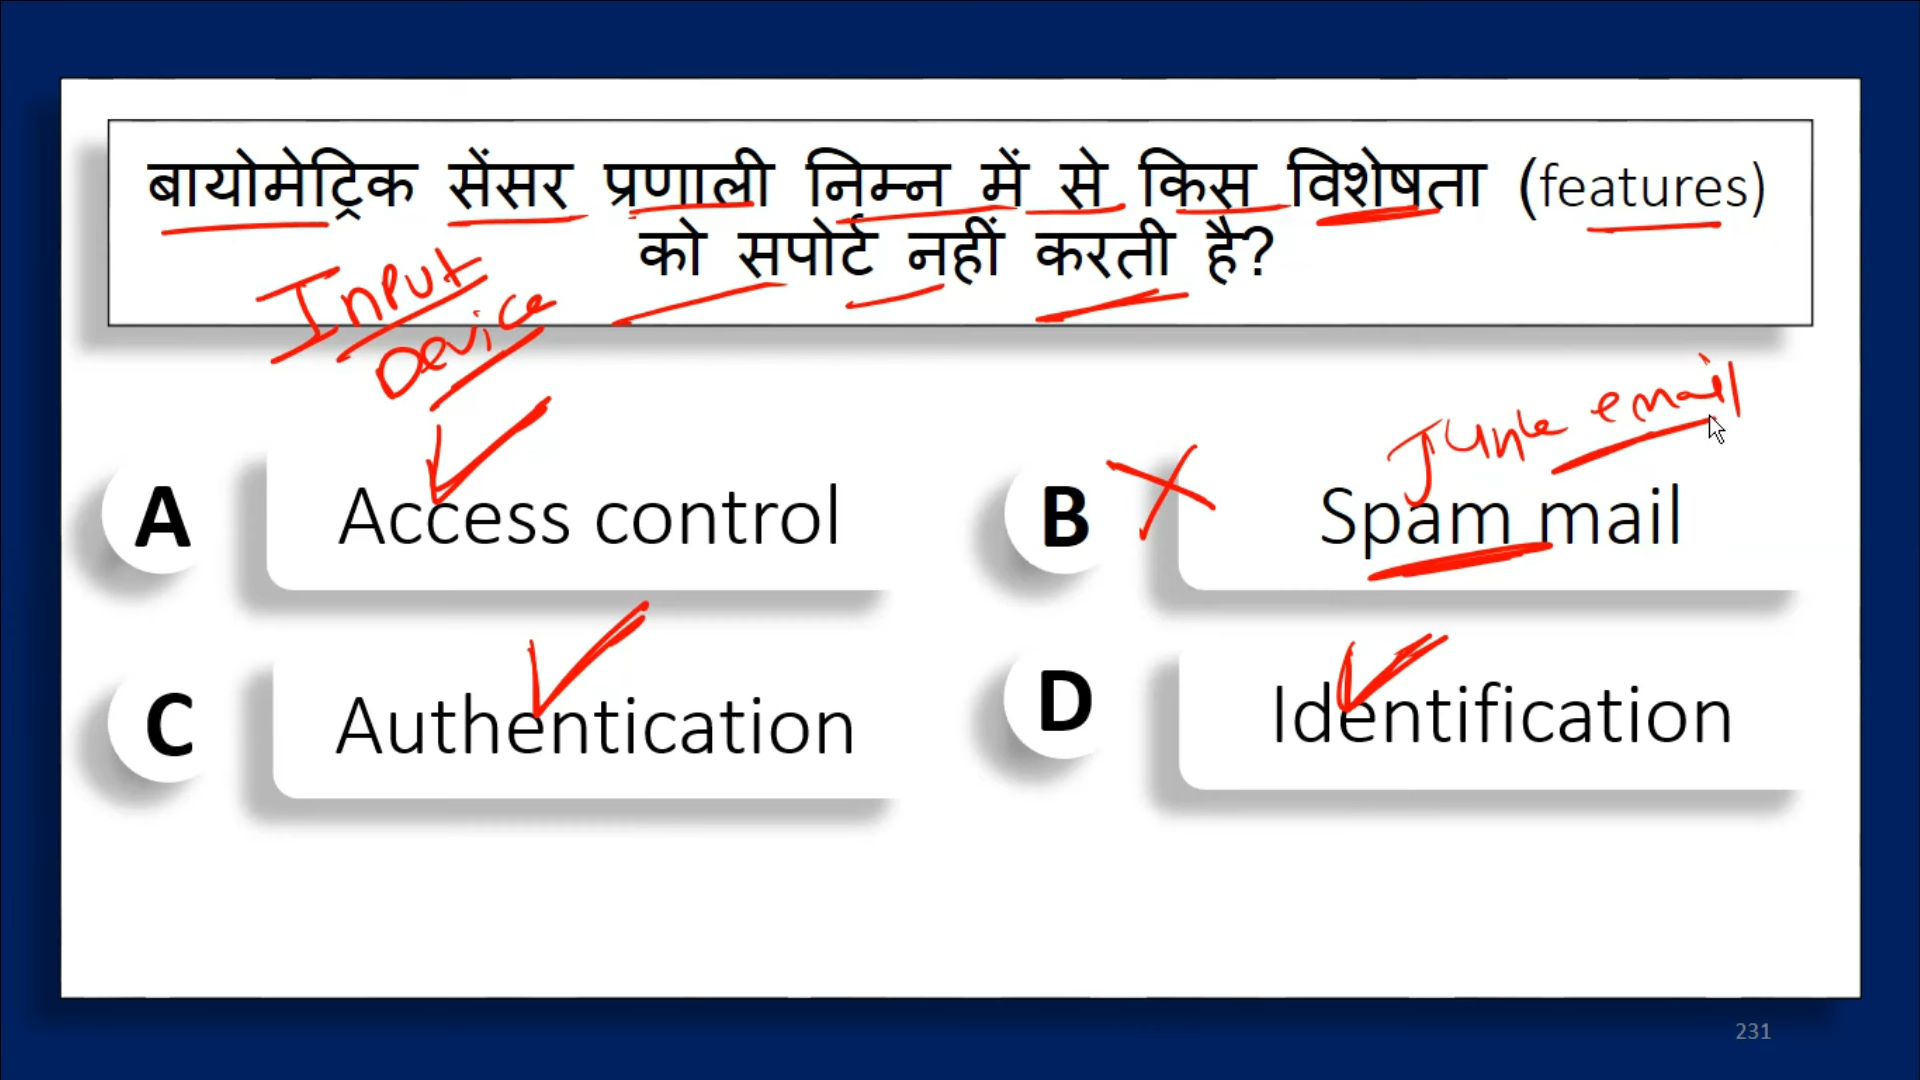 बायोमेट्रिक सेंसर प्रणाली निम्न में से किस विशेषता (features)
को सपोर्ट नहीं करती है?
Input
Device
Junk email
A Access control
B Spam mail
C Authentication
D Identification
231